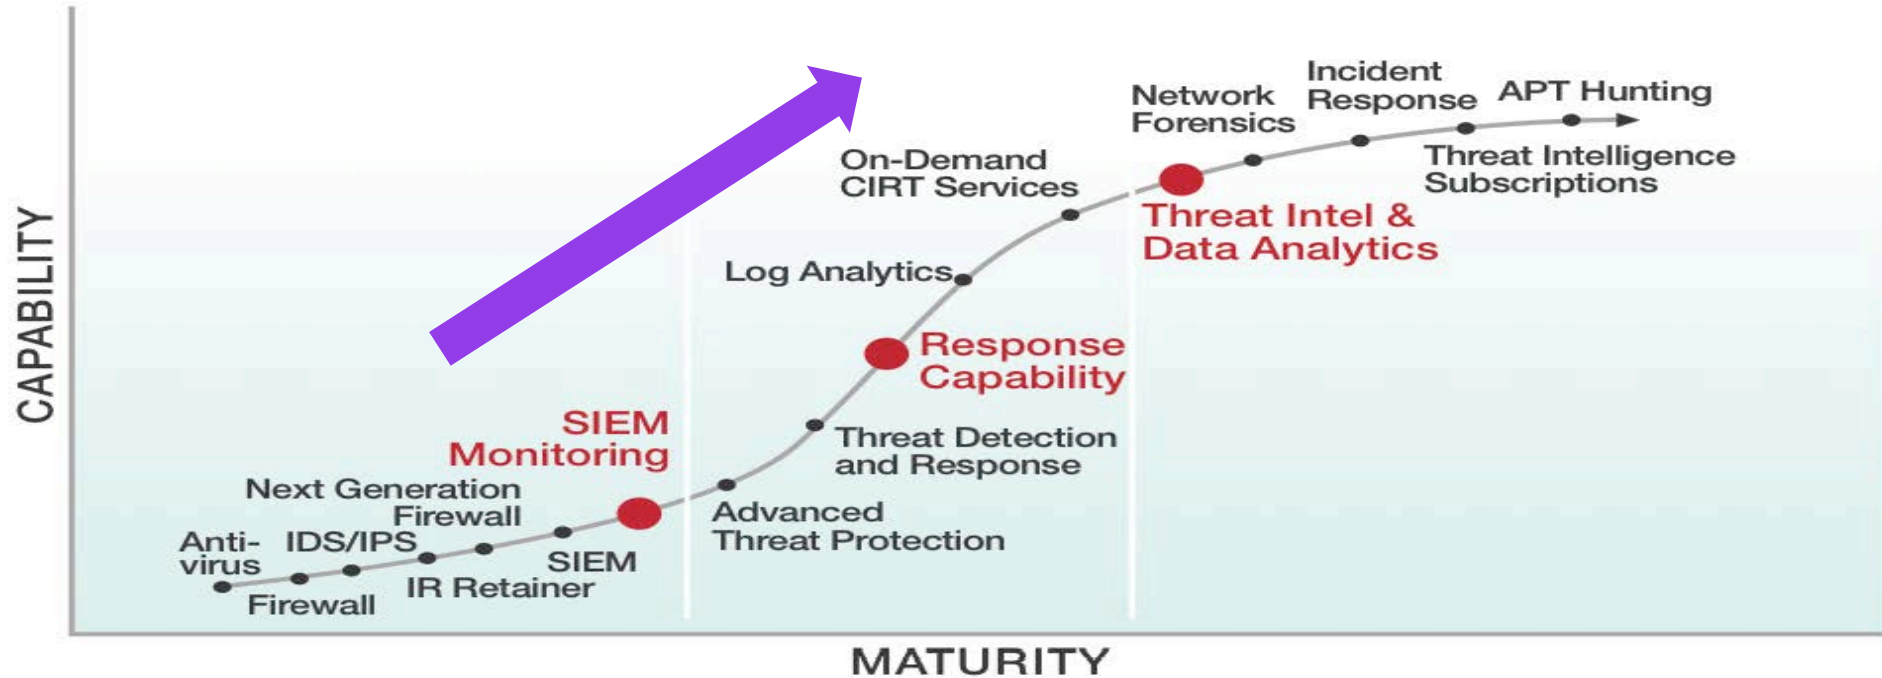 CAPABILITY
Anti-
virus
Firewall
IDS/IPS
IR Retainer
Next Generation
Firewall
SIEM
SIEM
Monitoring
Advanced
Threat Protection
Threat Detection
and Response
Response
Capability
Log Analytics
On-Demand
CIRT Services
Threat Intel &
Data Analytics
Network
Forensics
Incident
Response
Threat Intelligence
Subscriptions
APT Hunting
MATURITY